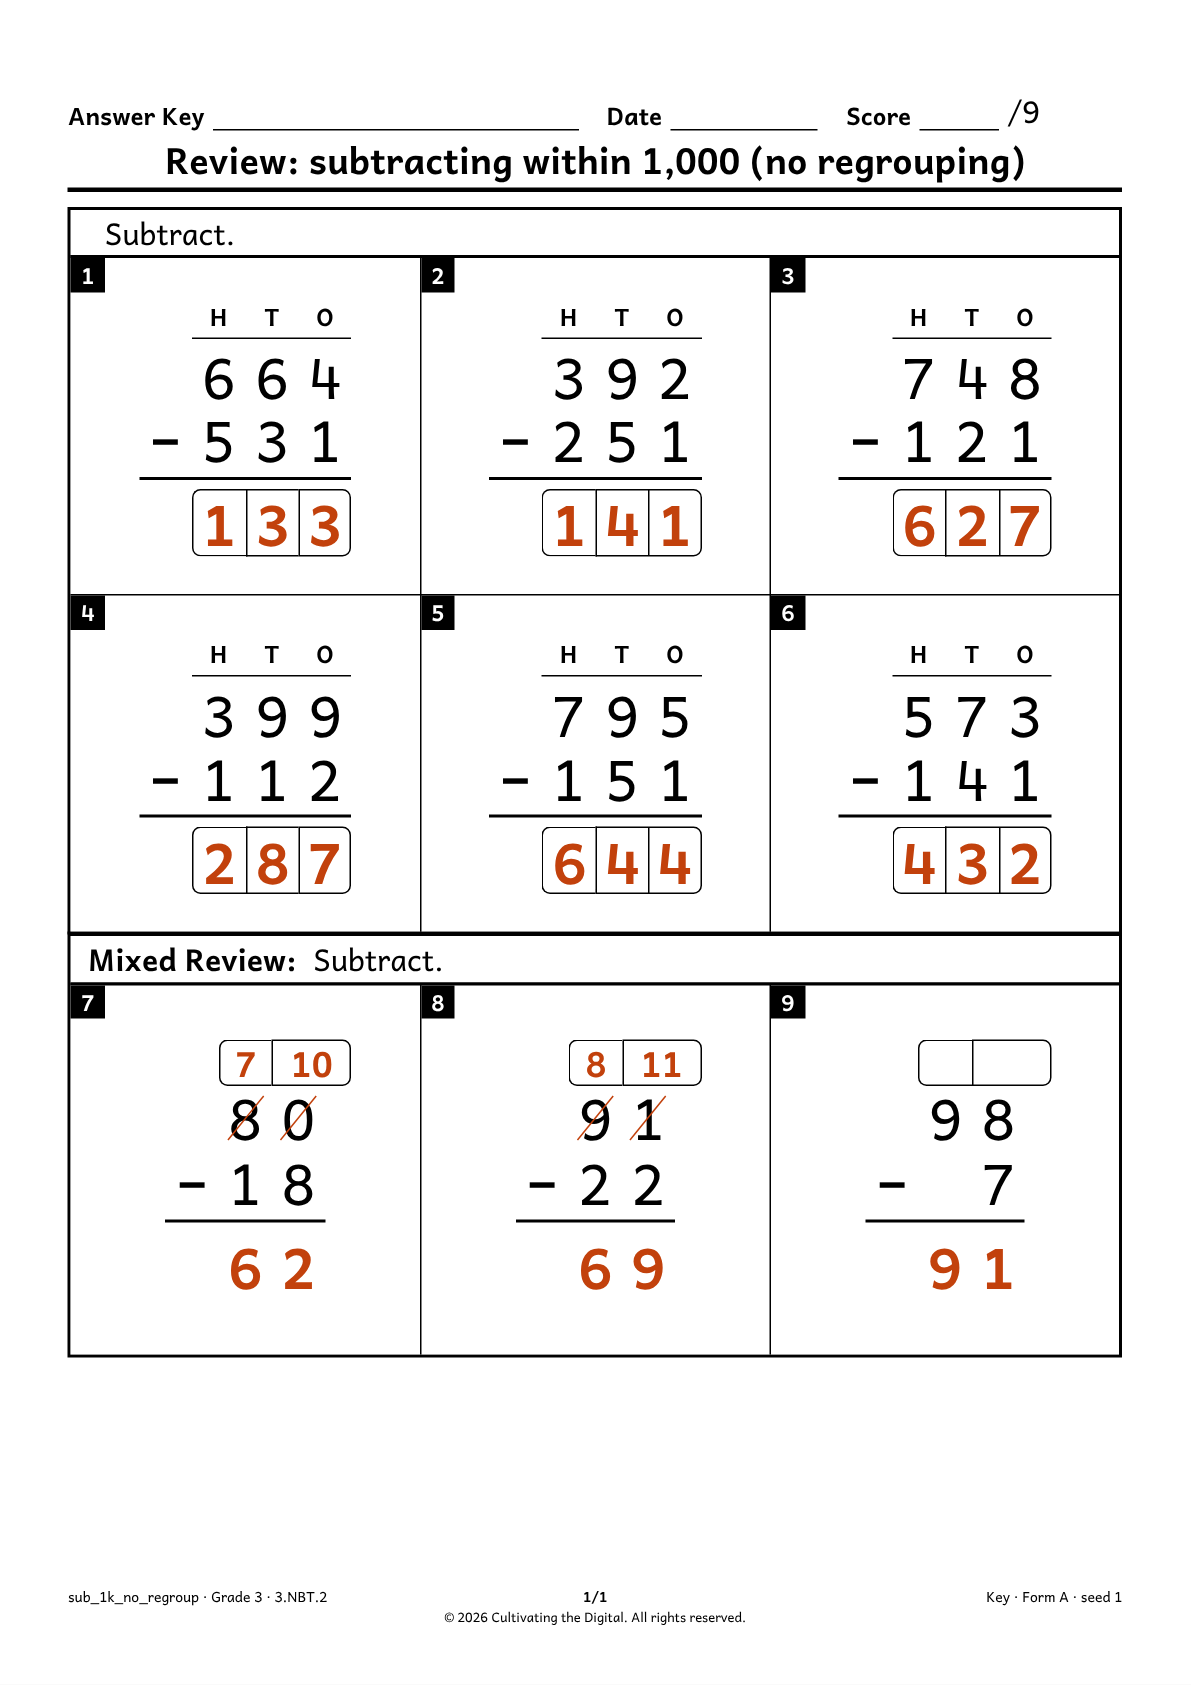 Answer Key ____ Date ____ Score ____ /9
Review: subtracting within 1,000 (no regrouping)
Subtract.
1 2 3
H T O H T O H T O
6 6 4 3 9 2 7 4 8
− 5 3 1 − 2 5 1 − 1 2 1
1 3 3 1 4 1 6 2 7
4 5 6
H T O H T O H T O
3 9 9 7 9 5 5 7 3
− 1 1 2 − 1 5 1 − 1 4 1
2 8 7 6 4 4 4 3 2
Mixed Review: Subtract.
7 8 9
7 10 8 11
8 0 9 1 9 8
− 1 8 − 2 2 − 7
6 2 6 9 9 1
sub_1k_no_regroup · Grade 3 · 3.NBT.2 1/1 Key · Form A · seed 1
© 2026 Cultivating the Digital. All rights reserved.